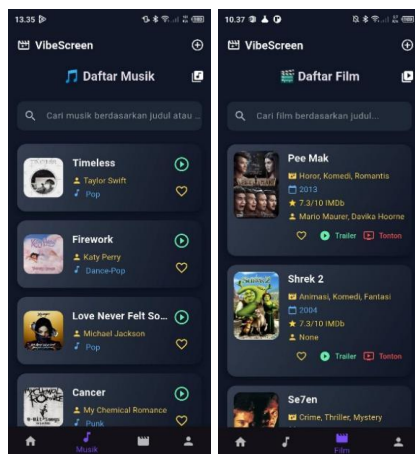 13.35
VibeScreen
Daftar Musik
Cari musik berdasarkan judul atau ...
Timeless
Taylor Swift
Pop
Firework
Katy Perry
Dance-Pop
Love Never Felt So...
Michael Jackson
Pop
Cancer
My Chemical Romance
Punk
Musik
10.37
VibeScreen
Daftar Film
Cari film berdasarkan judul...
Pee Mak
Horor, Komedi, Romantis
2013
7.3/10 IMDb
Mario Maurer, Davika Hoorne
Trailer
Tonton
Shrek 2
Animasi, Komedi, Fantasi
2004
7.3/10 IMDb
None
Trailer
Tonton
Se7en
Crime, Thriller, Mystery
Film